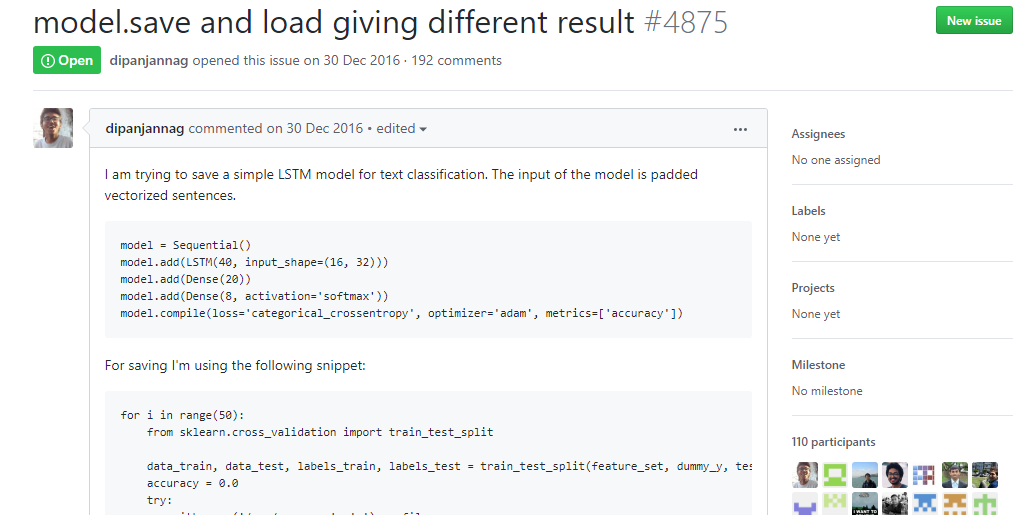 model.save and load giving different result #4875
New issue
Open dipanjannag opened this issue on 30 Dec 2016 · 192 comments
dipanjannag commented on 30 Dec 2016 • edited
I am trying to save a simple LSTM model for text classification. The input of the model is padded
vectorized sentences.
model = Sequential()
model.add(LSTM(40, input_shape=(16, 32)))
model.add(Dense(20))
model.add(Dense(8, activation='softmax'))
model.compile(loss='categorical_crossentropy', optimizer='adam', metrics=['accuracy'])
For saving I'm using the following snippet:
for i in range(50):
from sklearn.cross_validation import train_test_split
data_train, data_test, labels_train, labels_test = train_test_split(feature_set, dummy_y, tes
accuracy = 0.0
try:
Assignees
No one assigned
Labels
None yet
Projects
None yet
Milestone
No milestone
110 participants
I WANT TO